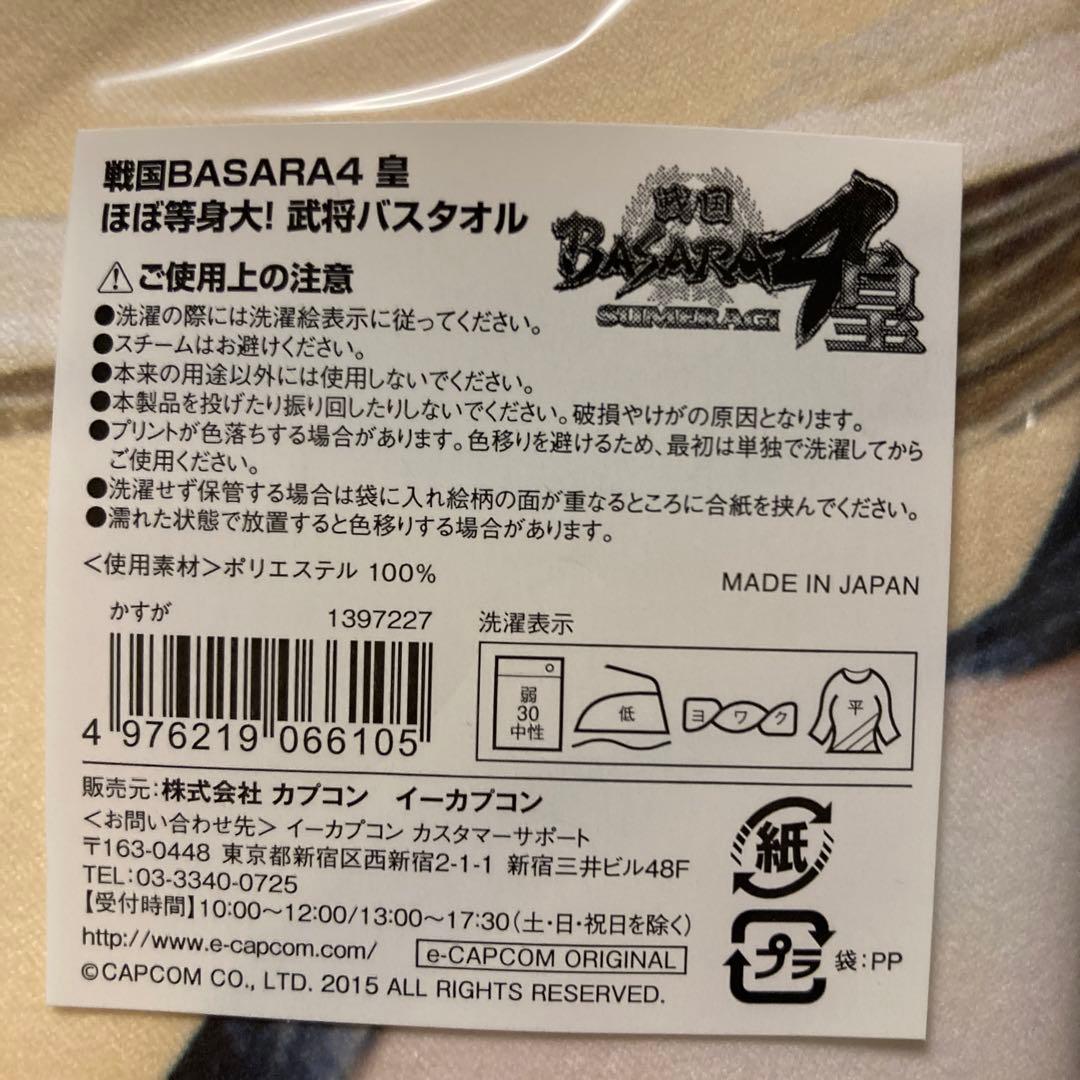 戦国BASARA4 皇
ほぼ等身大! 武将バスタオル
戦国
BASARA4皇
SUMERAGI
⚠ご使用上の注意
●洗濯の際には洗濯絵表示に従ってください。
●スチームはお避けください。
●本来の用途以外には使用しないでください。
●本製品を投げたり振り回したりしないでください。破損やけがの原因となります。
●プリントが色落ちする場合があります。色移りを避けるため、最初は単独で洗濯してから
ご使用ください。
●洗濯せず保管する場合は袋に入れ絵柄の面が重なるところに合紙を挟んでください。
●濡れた状態で放置すると色移りする場合があります。
<使用素材>ポリエステル 100%
MADE IN JAPAN
かすが 1397227
4 976219 066105
洗濯表示
弱
30
中性
低
ヨワク
平
販売元:株式会社 カプコン イーカプコン
<お問い合わせ先> イーカプコン カスタマーサポート
〒163-0448 東京都新宿区西新宿2-1-1 新宿三井ビル48F
TEL:03-3340-0725
【受付時間】10:00～12:00/13:00～17:30(土・日・祝日を除く)
http://www.e-capcom.com/
e-CAPCOM ORIGINAL
©CAPCOM CO., LTD. 2015 ALL RIGHTS RESERVED.
紙
プラ
袋:PP